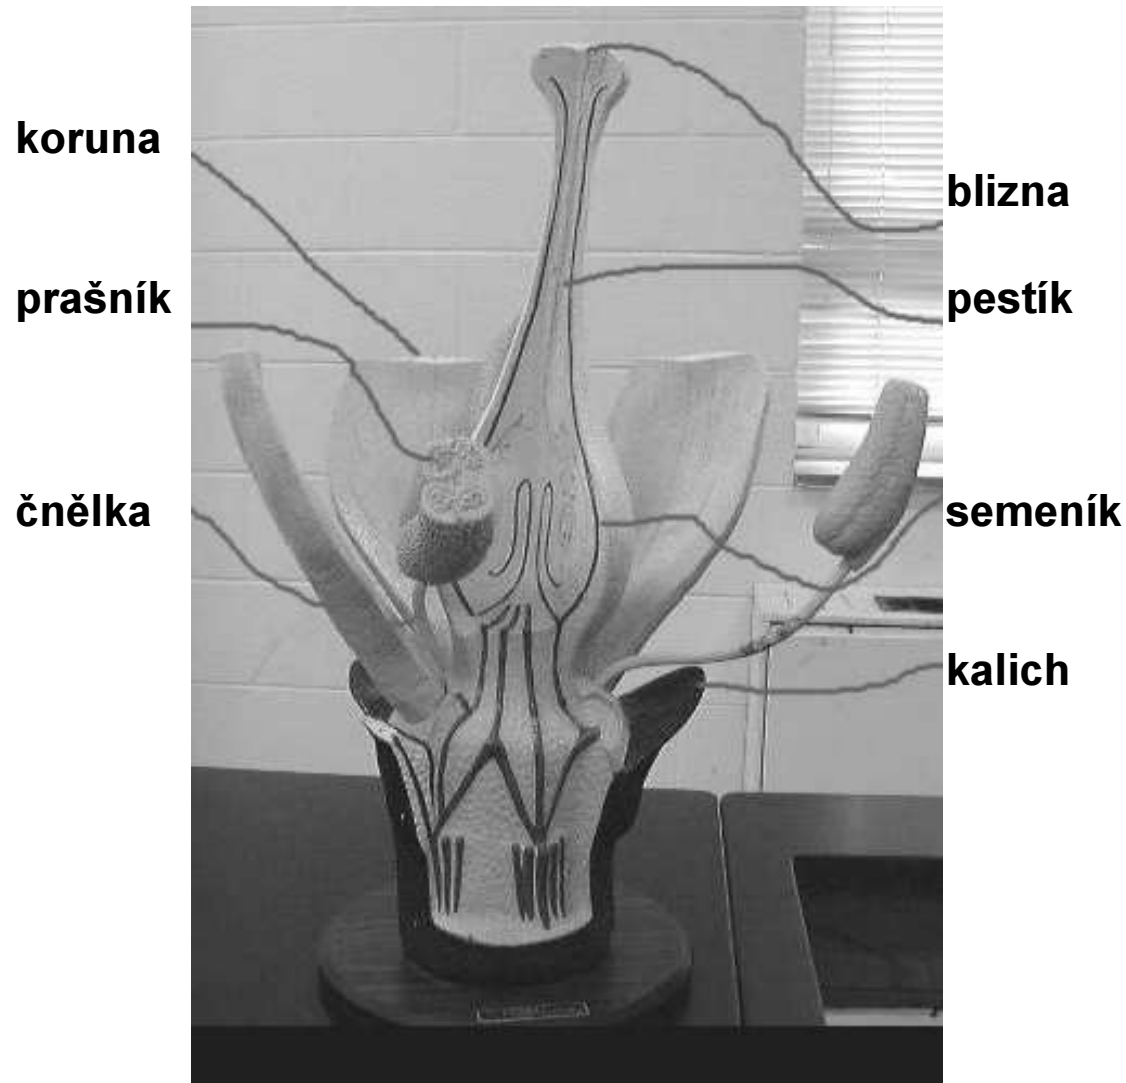 koruna
blizna
prašník
pestík
čnělka
semeník
kalich